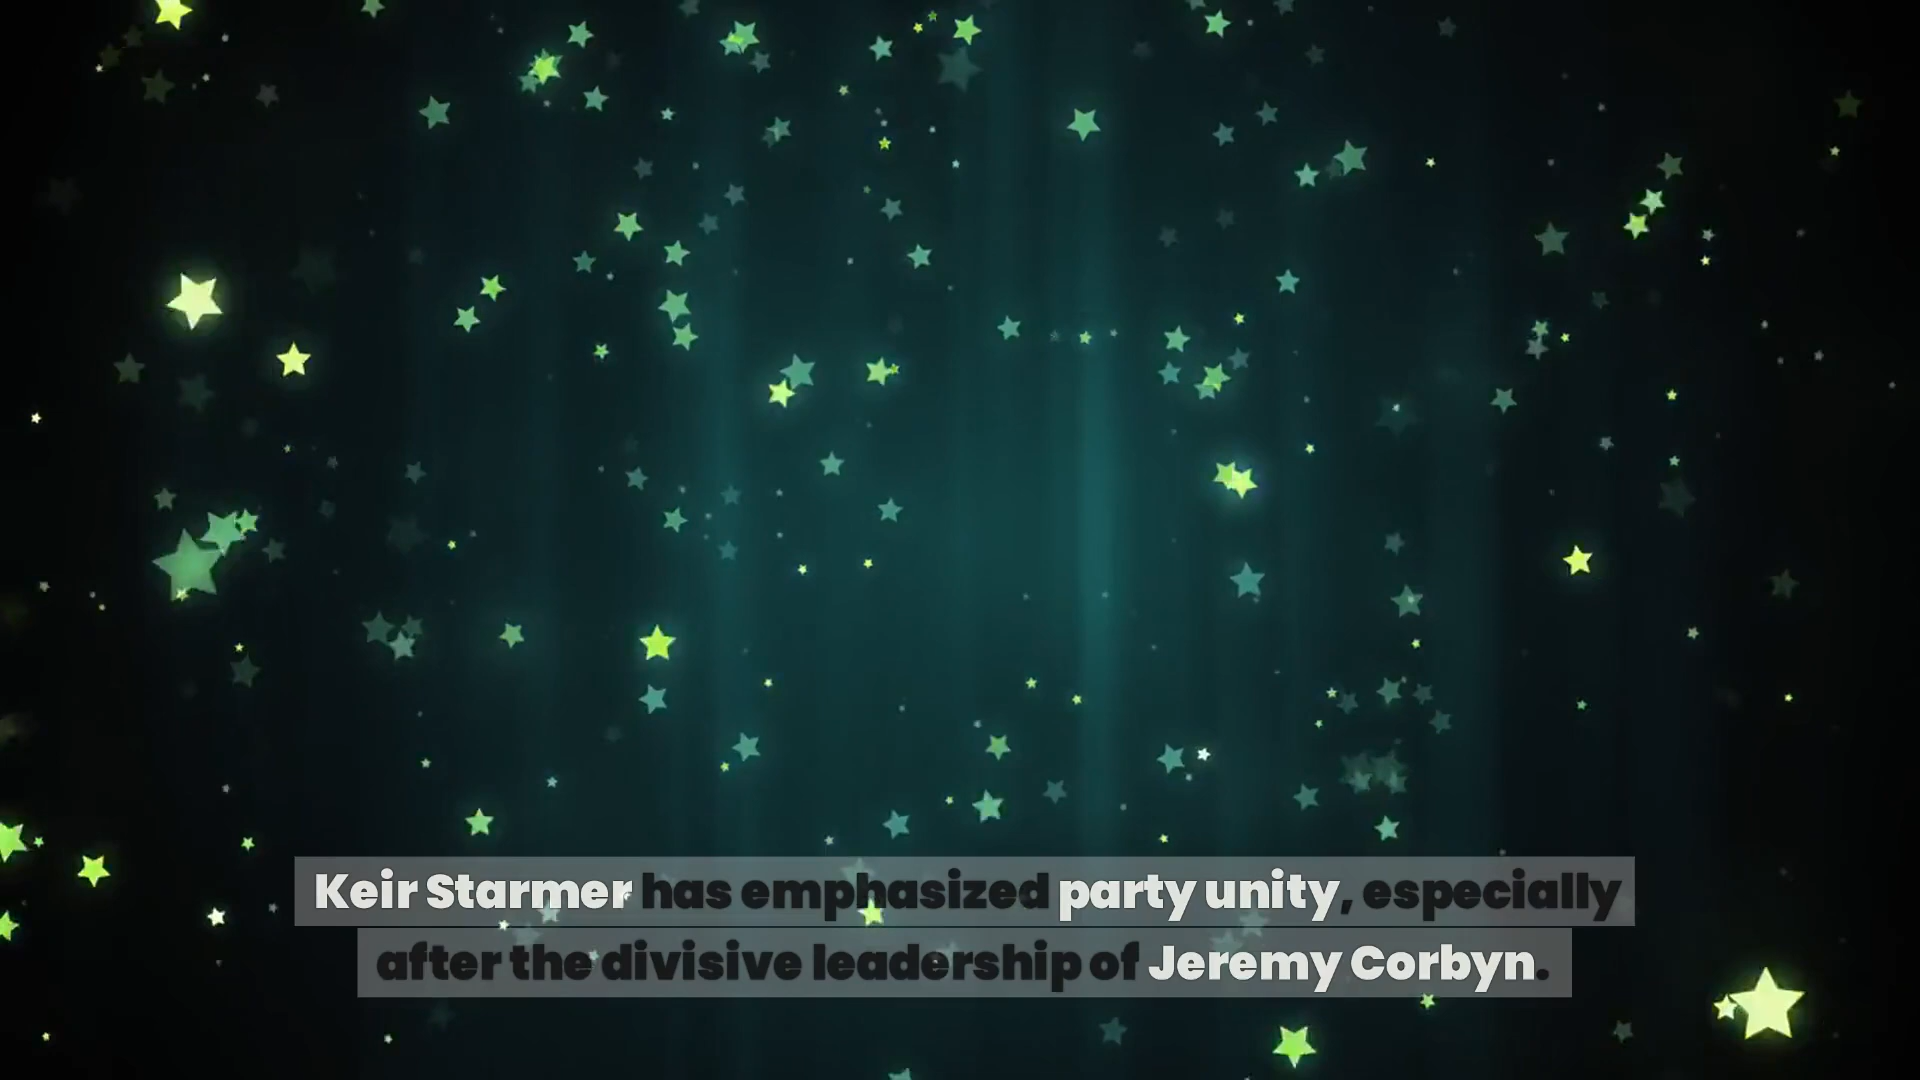 Keir Starmer has emphasized party unity, especially
after the divisive leadership of Jeremy Corbyn.